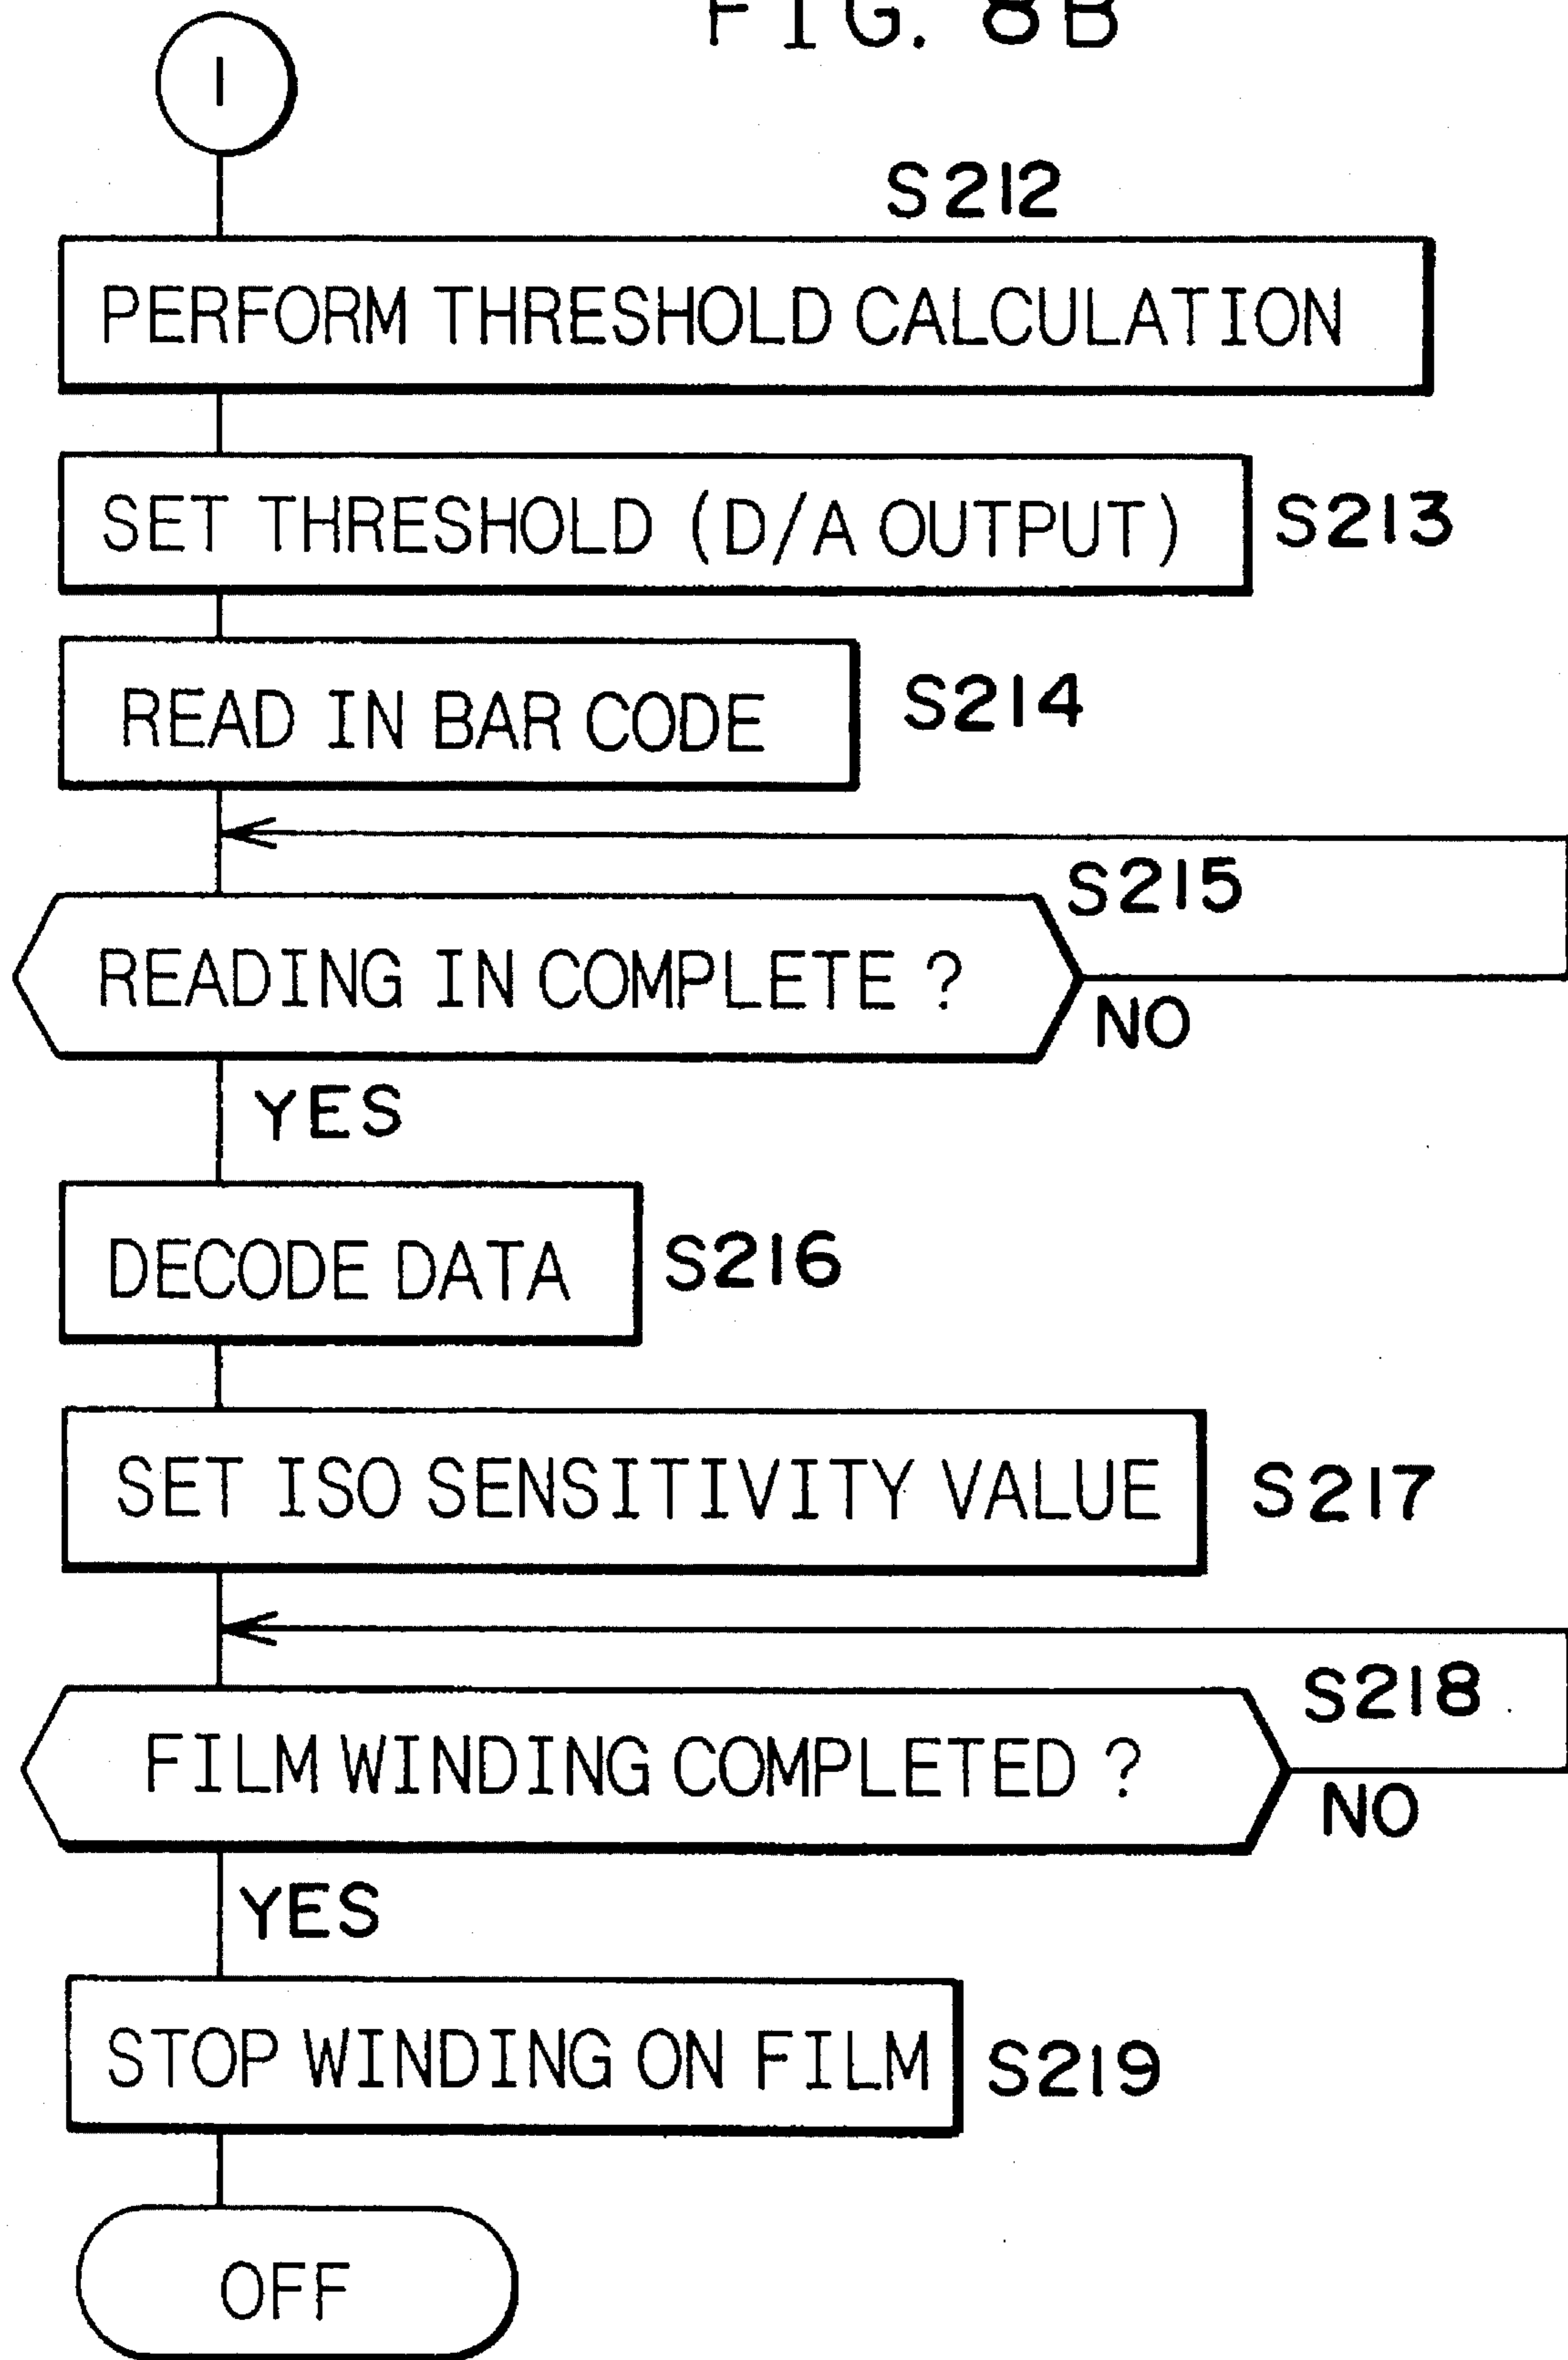 FIG. 8B
1
S212
PERFORM THRESHOLD CALCULATION
SET THRESHOLD (D/A OUTPUT) S213
READ IN BAR CODE S214
S215
READING IN COMPLETE ?
NO
YES
DECODE DATA S216
SET ISO SENSITIVITY VALUE S217
S218
FILM WINDING COMPLETED ?
NO
YES
STOP WINDING ON FILM S219
OFF